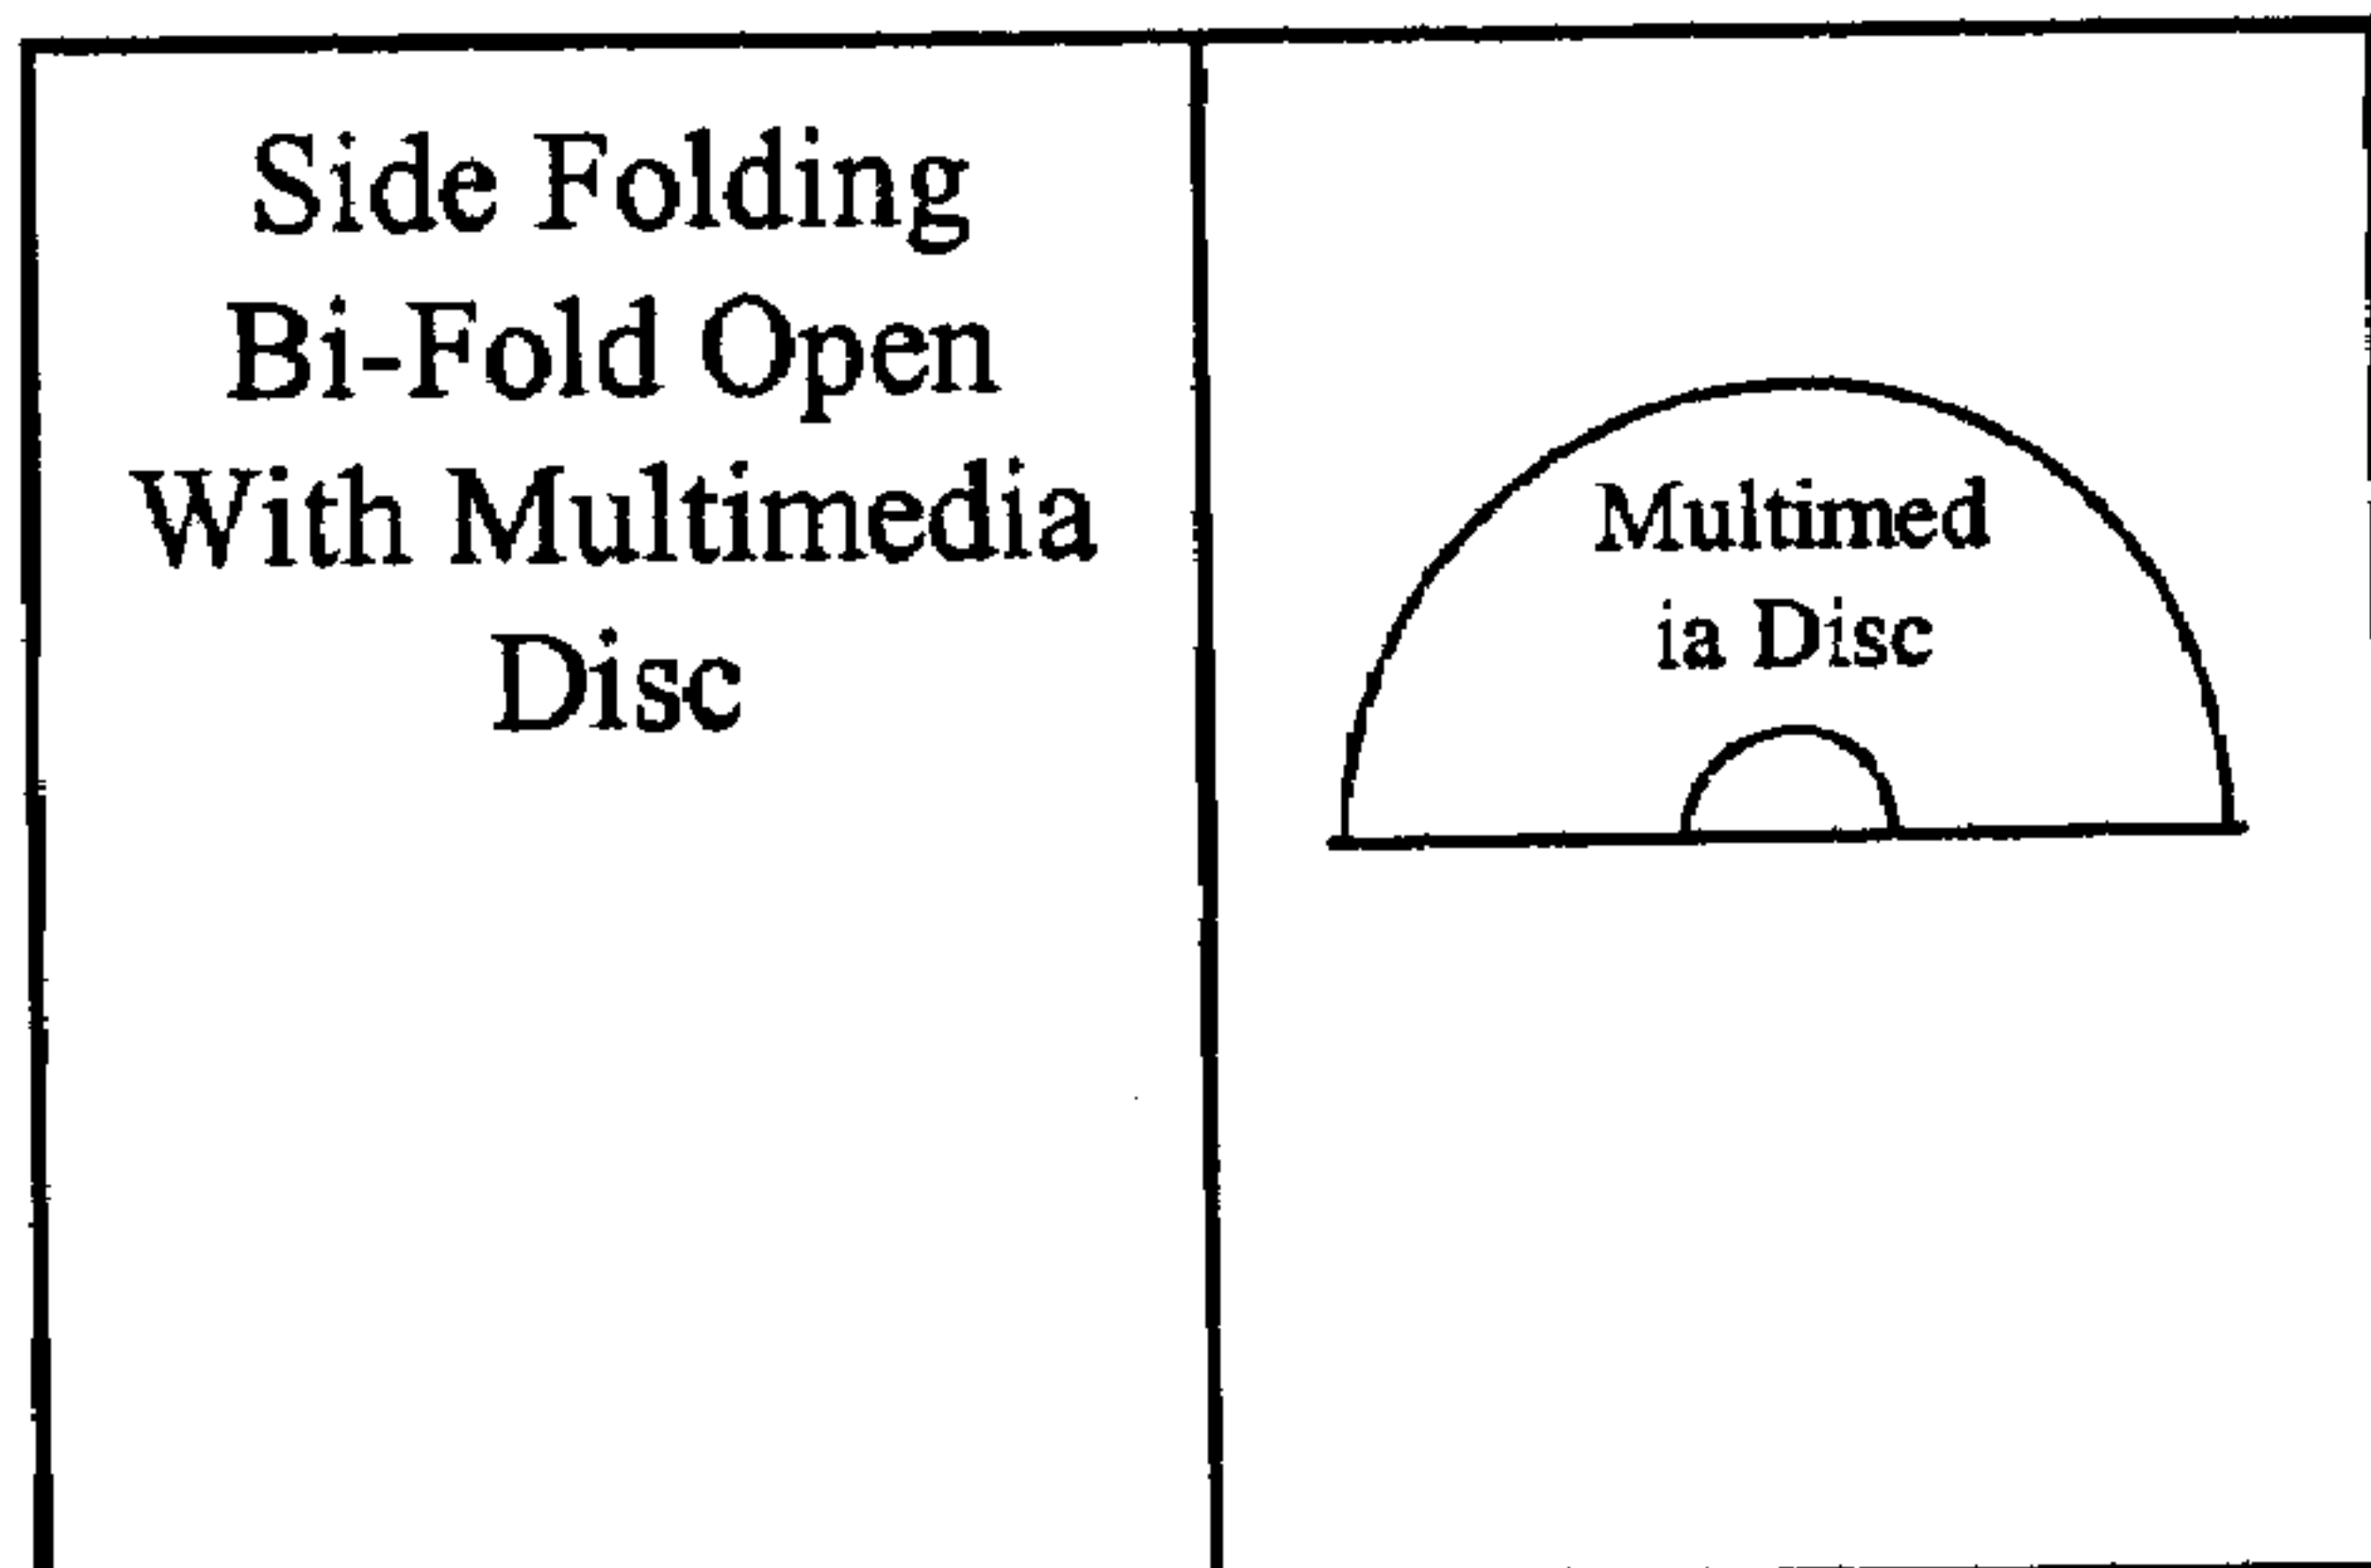 Side Folding
Bi-Fold Open
With Multimedia
Disc
Multimed
ia Disc